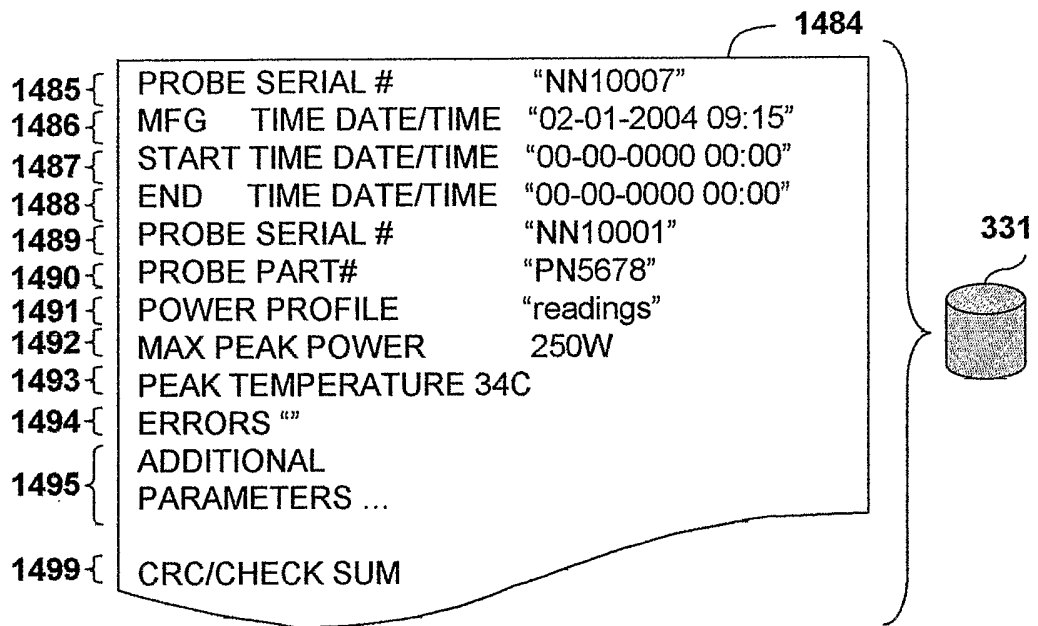 1484
1485 PROBE SERIAL # “NN10007”
1486 MFG TIME DATE/TIME “02-01-2004 09:15”
1487 START TIME DATE/TIME “00-00-0000 00:00”
1488 END TIME DATE/TIME “00-00-0000 00:00”
1489 PROBE SERIAL # “NN10001”
331
1490 PROBE PART# “PN5678”
1491 POWER PROFILE “readings”
1492 MAX PEAK POWER 250W
1493 PEAK TEMPERATURE 34C
1494 ERRORS “”
1495 ADDITIONAL
PARAMETERS ...
1499 CRC/CHECK SUM